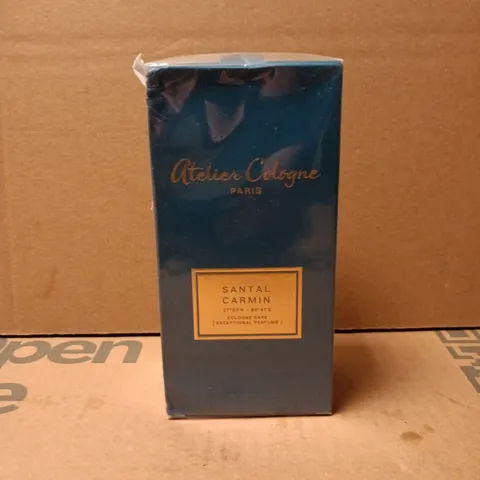 Atelier Cologne
PARIS
SANTAL
CARMIN
COLOGNE RARE
[ EXCEPTIONAL PERFUME ]
pen
e